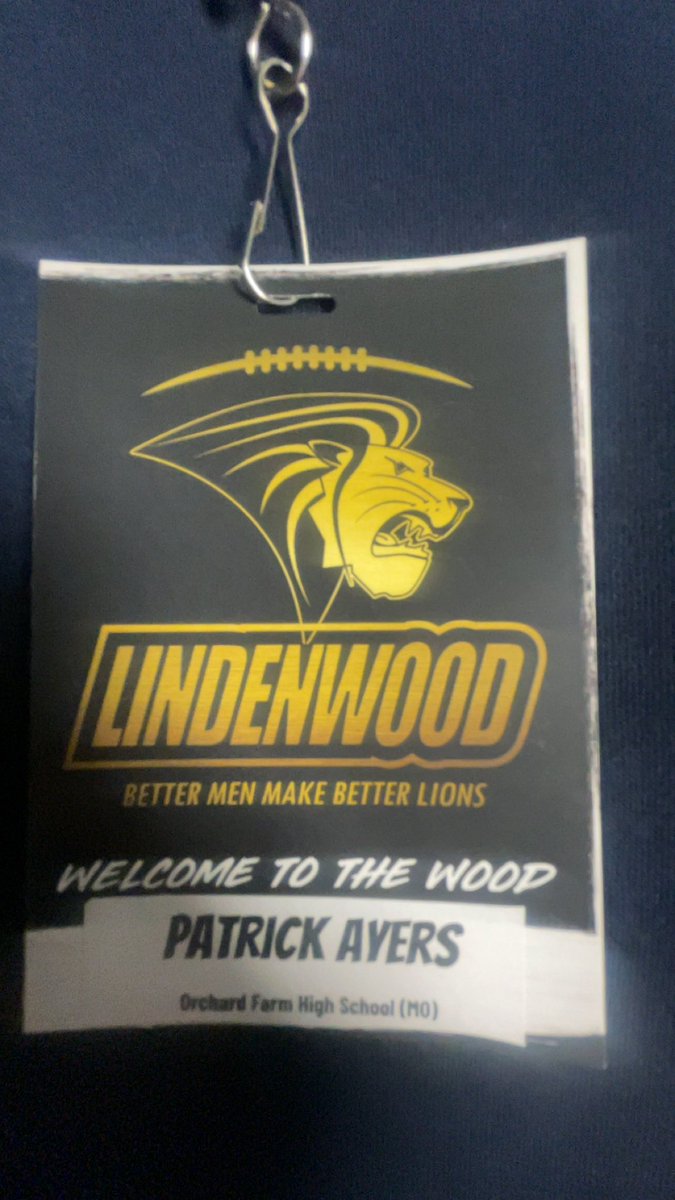 LINDENWOOD
BETTER MEN MAKE BETTER LIONS
WELCOME TO THE WOOD
PATRICK AYERS
Orchard Farm High School (MO)